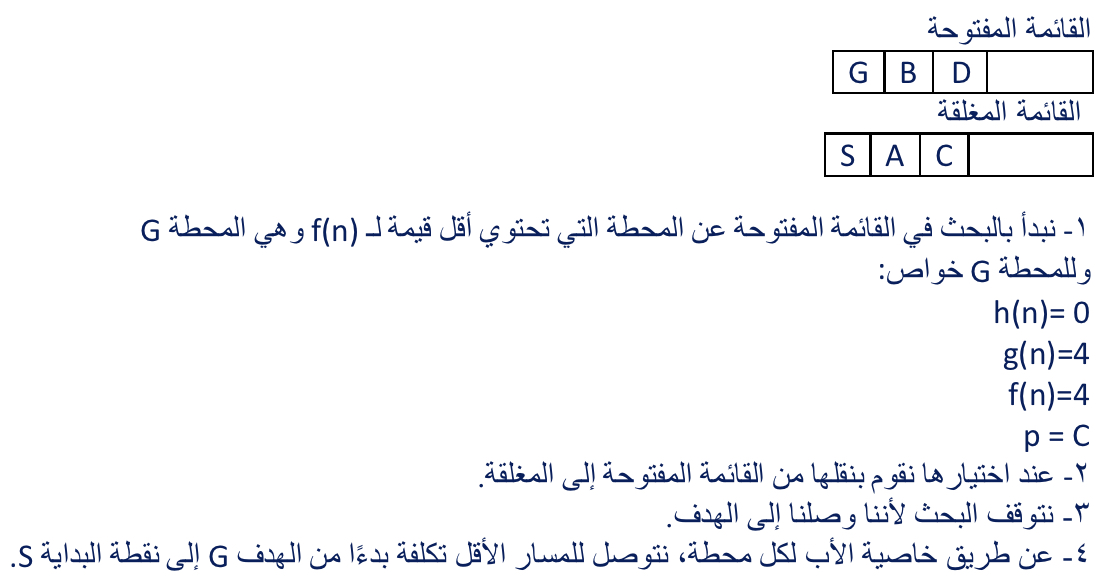 القائمة المفتوحة
G B D
القائمة المغلقة
S A C
١- نبدأ بالبحث في القائمة المفتوحة عن المحطة التي تحتوي أقل قيمة لـ f(n) وهي المحطة G
وللمحطة G خواص:
h(n)= 0
g(n)=4
f(n)=4
p = C
٢- عند اختيارها نقوم بنقلها من القائمة المفتوحة إلى المغلقة.
٣- نتوقف البحث لأننا وصلنا إلى الهدف.
٤- عن طريق خاصية الأب لكل محطة، نتوصل للمسار الأقل تكلفة بدءًا من الهدف G إلى نقطة البداية S.